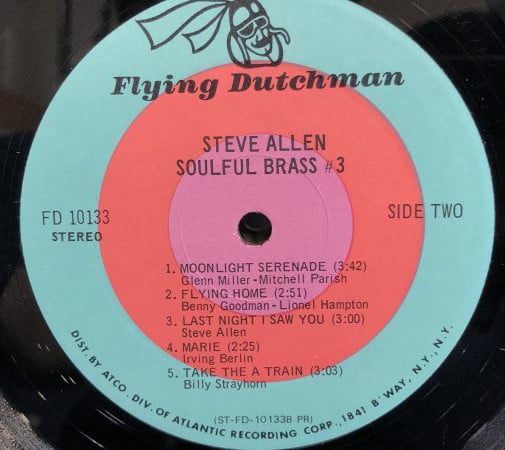 Flying Dutchman
STEVE ALLEN
SOULFUL BRASS #3
FD 10133
STEREO
SIDE TWO
1. MOONLIGHT SERENADE (3:42)
Glenn Miller-Mitchell Parish
2. FLYING HOME (2:51)
Benny Goodman-Lionel Hampton
3. LAST NIGHT I SAW YOU (3:00)
Steve Allen
4. MARIE (2:25)
Irving Berlin
5. TAKE THE A TRAIN (3:03)
Billy Strayhorn
(ST-FD-10133B PR)
DIST. BY ATCO. DIV. OF ATLANTIC RECORDING CORP., 1841 B'WAY, N.Y., N.Y.